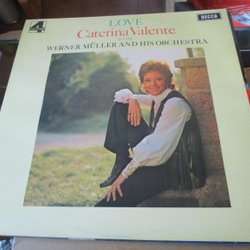 LOVE
Caterina Valente
WITH
WERNER MÜLLER AND HIS ORCHESTRA
4
DECCA